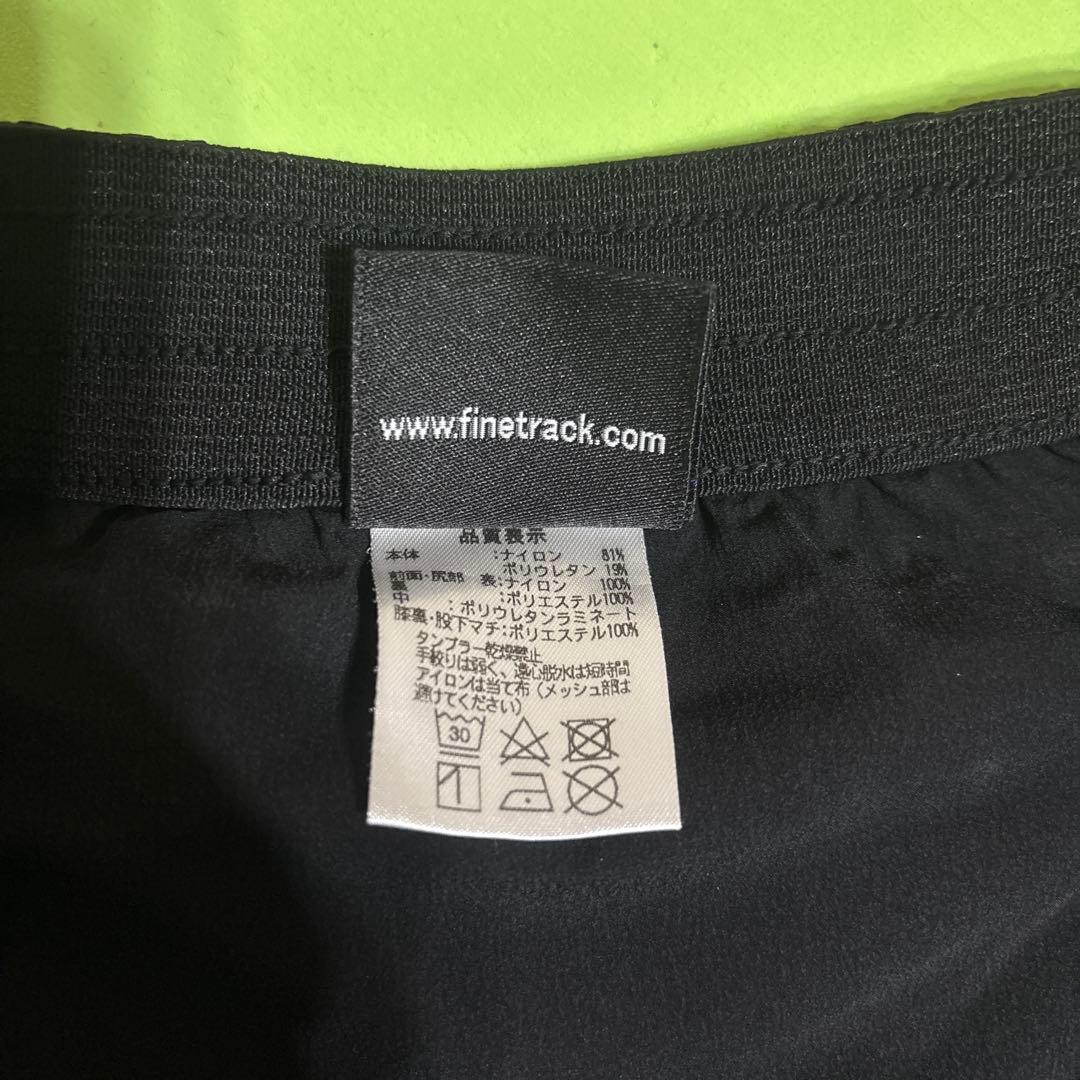 www.finetrack.com
品質表示
本体 :ナイロン 81%
ポリウレタン 19%
前面・尻部 表:ナイロン 100%
裏 :ポリエステル100%
中 :ポリウレタンラミネート
膝裏・股下マチ:ポリエステル100%
タンブラー乾燥禁止
手絞りは弱く、遠心脱水は短時間
アイロンは当て布(メッシュ部は
避けてください)
30